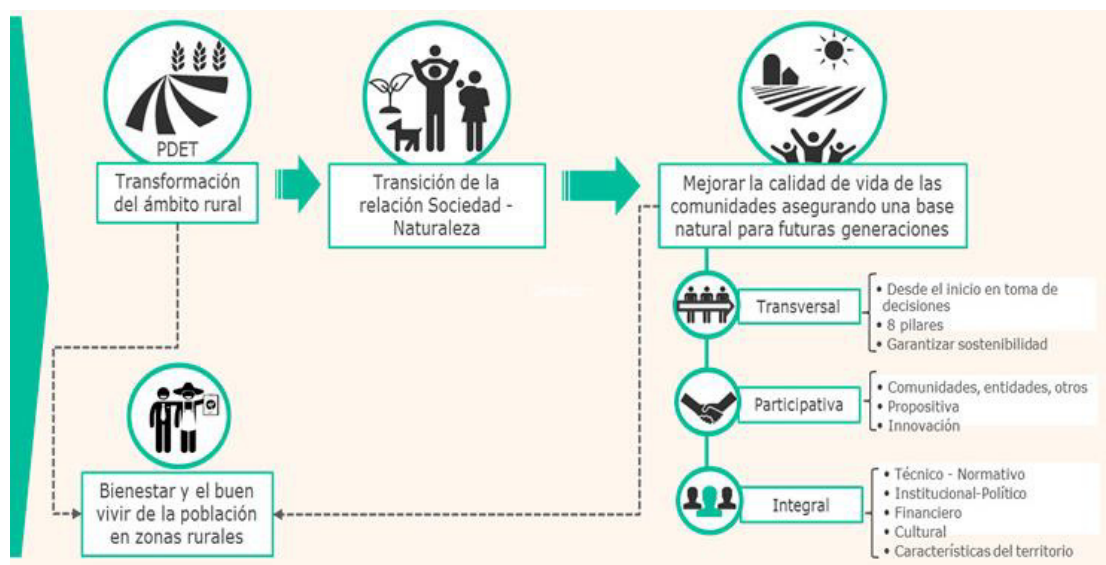 PDET
Transformación
del ámbito rural
Transición de la
relación Sociedad -
Naturaleza
Mejorar la calidad de vida de las
comunidades asegurando una base
natural para futuras generaciones
Transversal
• Desde el inicio en toma de
decisiones
• 8 pilares
• Garantizar sostenibilidad
Participativa
• Comunidades, entidades, otros
• Propositiva
• Innovación
Integral
• Técnico - Normativo
• Institucional-Político
• Financiero
• Cultural
• Características del territorio
Bienestar y el buen
vivir de la población
en zonas rurales